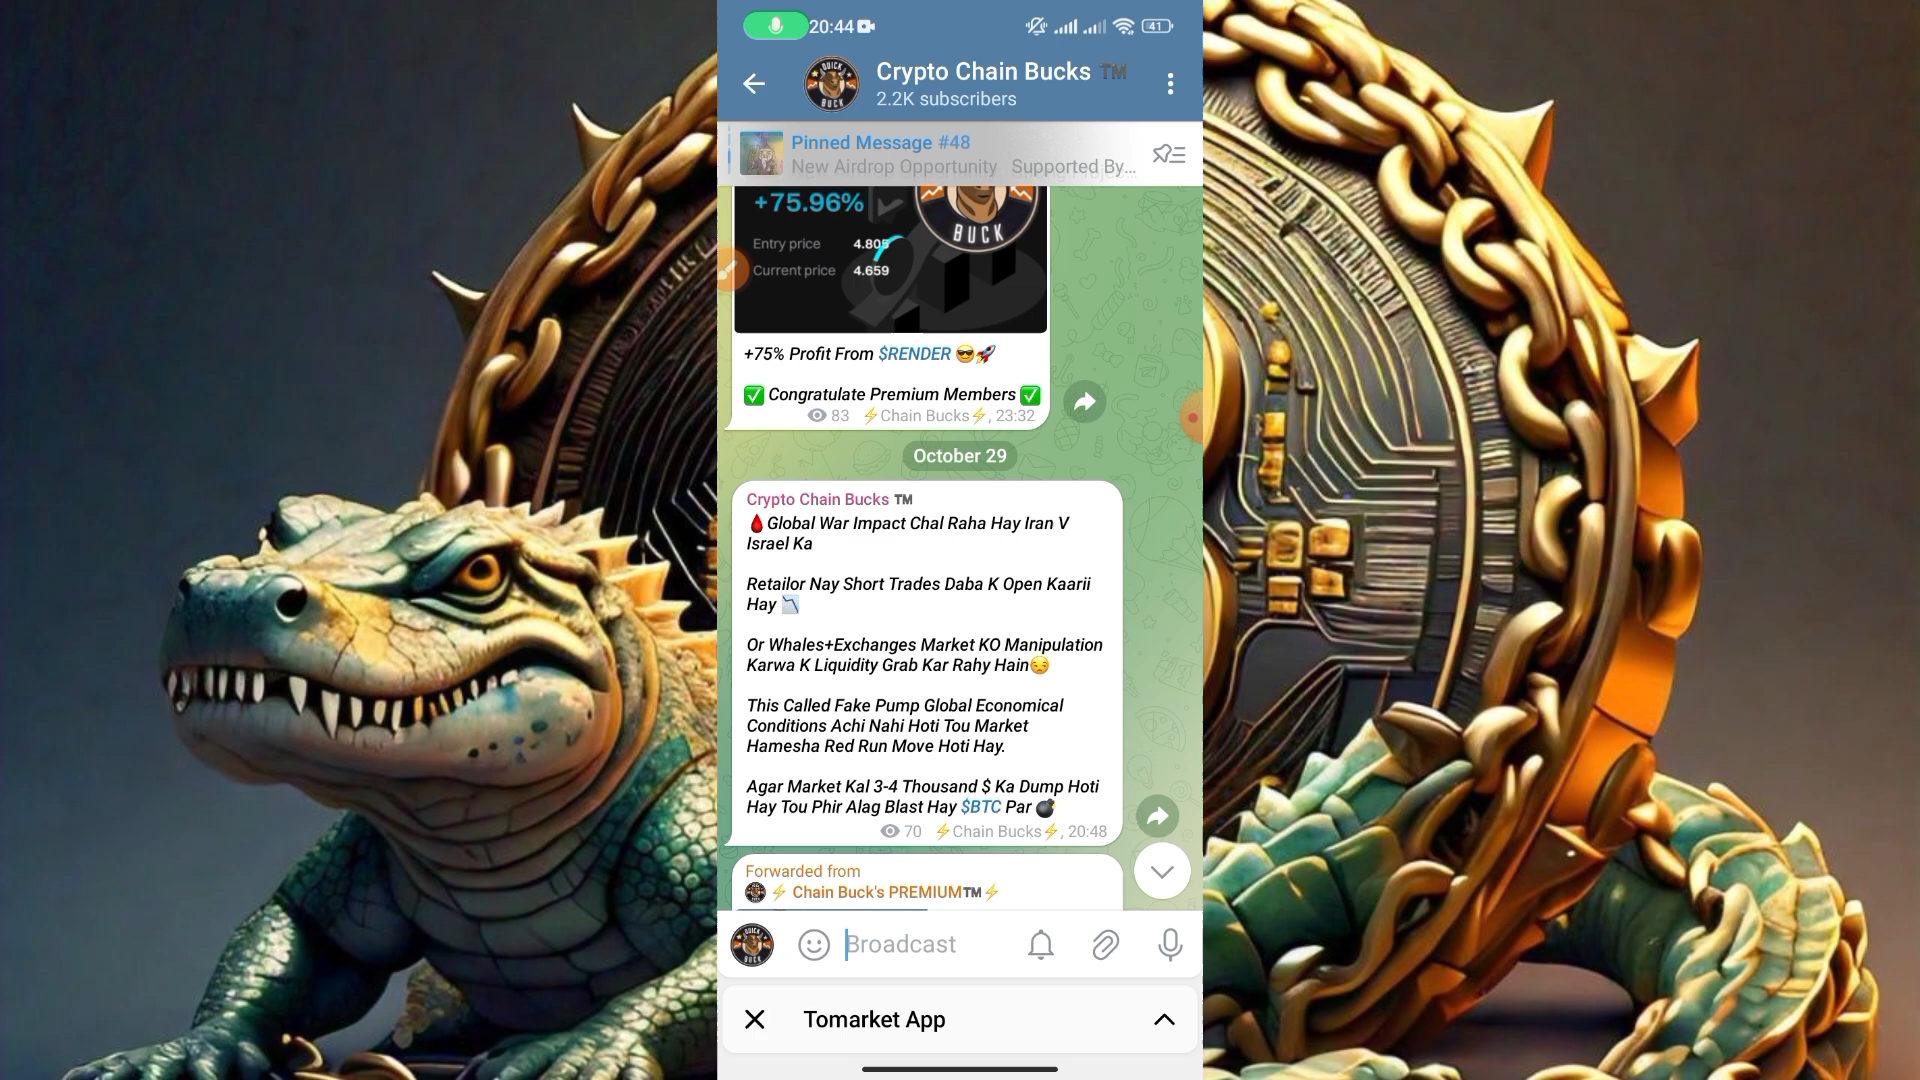 20:44
41
Crypto Chain Bucks ™
2.2K subscribers
Pinned Message #48
New Airdrop Opportunity Supported By...
+75.96%
BUCK
Entry price 4.805
Current price 4.659
+75% Profit From $RENDER 😎🚀
✅ Congratulate Premium Members ✅
83 ⚡Chain Bucks⚡, 23:32
October 29
Crypto Chain Bucks ™
🩸Global War Impact Chal Raha Hay Iran V
Israel Ka
Retailor Nay Short Trades Daba K Open Kaarii
Hay 📉
Or Whales+Exchanges Market KO Manipulation
Karwa K Liquidity Grab Kar Rahy Hain😒
This Called Fake Pump Global Economical
Conditions Achi Nahi Hoti Tou Market
Hamesha Red Run Move Hoti Hay.
Agar Market Kal 3-4 Thousand $ Ka Dump Hoti
Hay Tou Phir Alag Blast Hay $BTC Par 💣
70 ⚡Chain Bucks⚡, 20:48
Forwarded from
⚡ Chain Buck's PREMIUM™⚡
Broadcast
Tomarket App